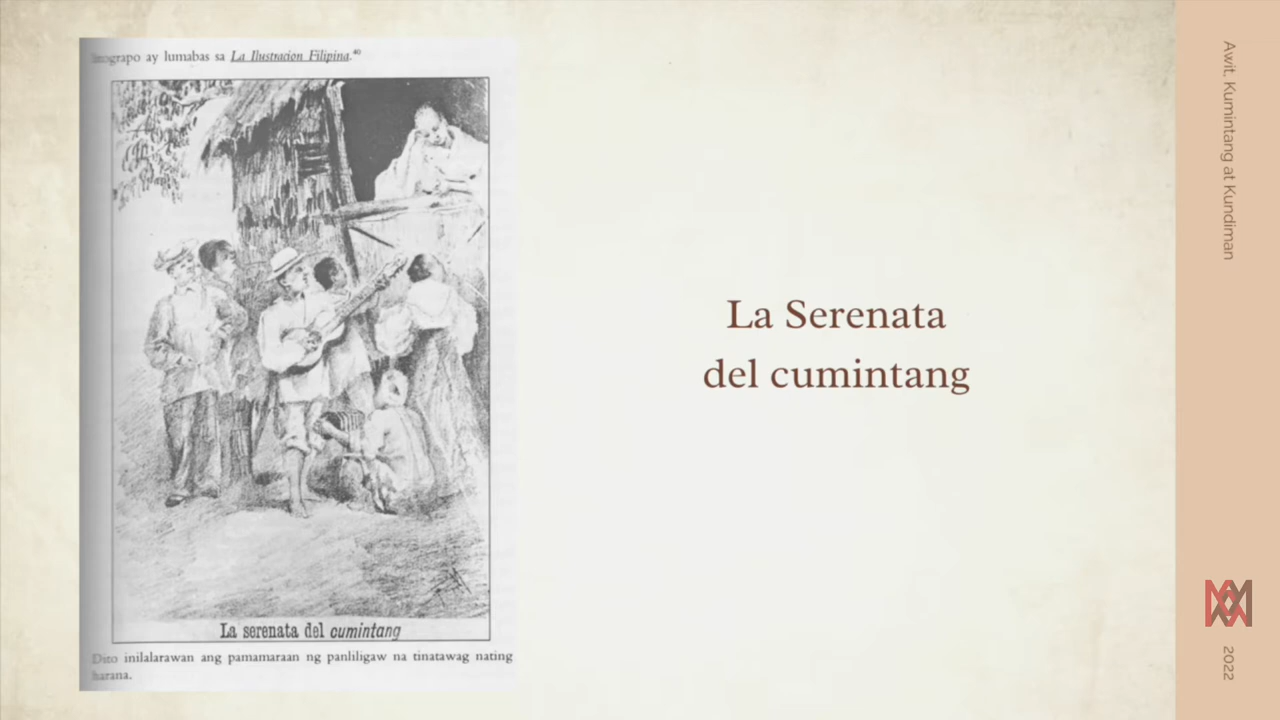 ay lumabas sa La Ilustracion Filipina.40
La serenata del cumintang
Dito inilalarawan ang pamamaraan ng panliligaw na tinatawag nating
harana.
La Serenata
del cumintang
Awit, Kumintang at Kundiman
2022